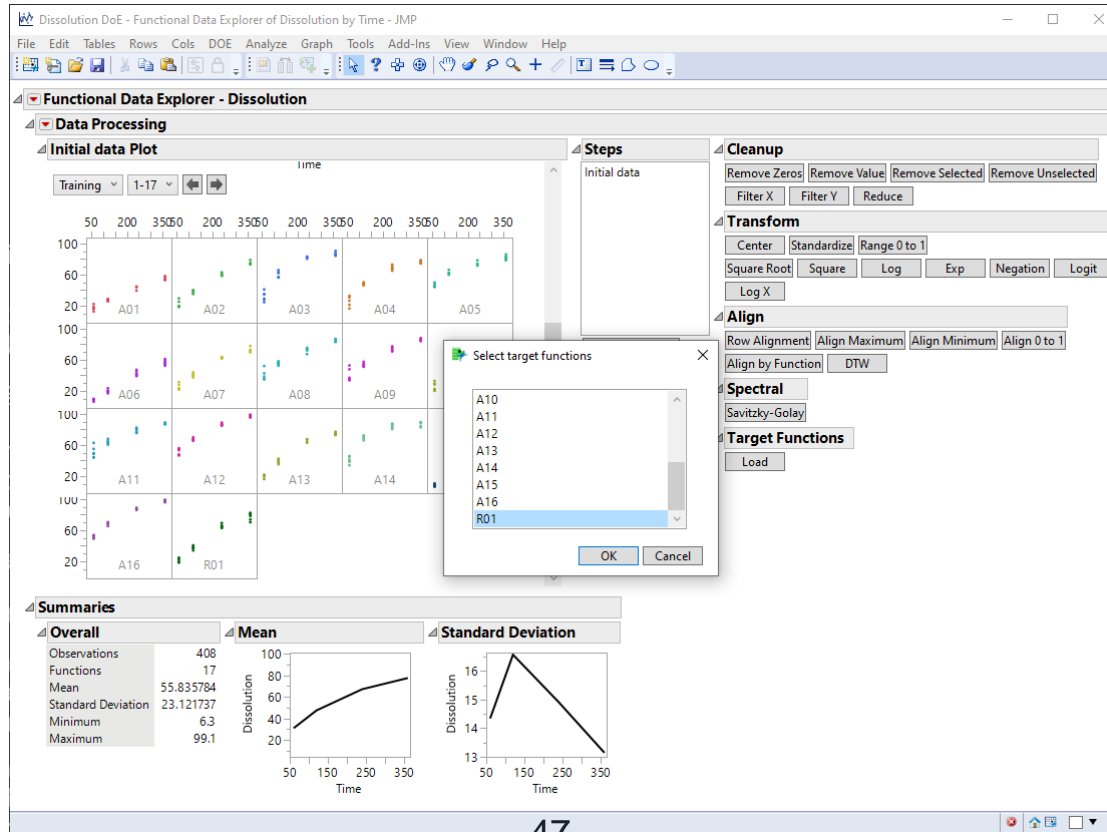 Dissolution DoE - Functional Data Explorer of Dissolution by Time - JMP
File Edit Tables Rows Cols DOE Analyze Graph Tools Add-Ins View Window Help
Functional Data Explorer - Dissolution
Data Processing
Initial data Plot
Time
Training 1-17
50 200 350 50 200 350 50 200 350 50 200 350 50 200 350
100
60
20
A01 A02 A03 A04 A05
100
60
20
A06 A07 A08 A09
100
60
20
A11 A12 A13 A14
100
60
20
A16 R01
Steps
Initial data
Cleanup
Remove Zeros Remove Value Remove Selected Remove Unselected
Filter X Filter Y Reduce
Transform
Center Standardize Range 0 to 1
Square Root Square Log Exp Negation Logit
Log X
Align
Row Alignment Align Maximum Align Minimum Align 0 to 1
Align by Function DTW
Spectral
Savitzky-Golay
Target Functions
Load
Select target functions
A10
A11
A12
A13
A14
A15
A16
R01
OK Cancel
Summaries
Overall
Observations 408
Functions 17
Mean 55.835784
Standard Deviation 23.121737
Minimum 6.3
Maximum 99.1
Mean
100
80
60
40
20
Dissolution
50 150 250 350
Time
Standard Deviation
16
15
14
13
Dissolution
50 150 250 350
Time